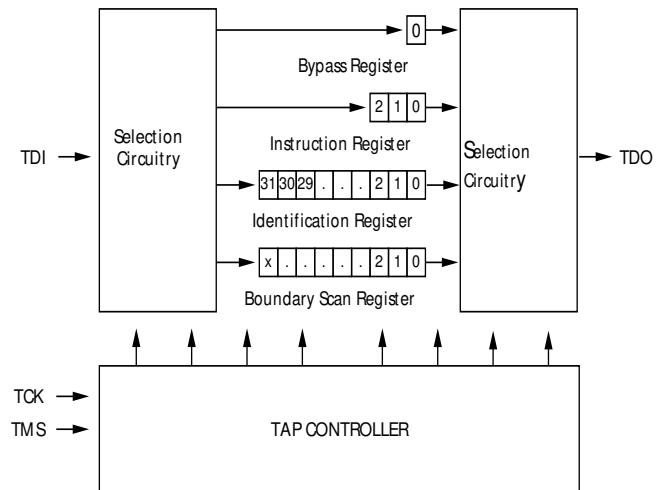 0
Bypass Register
2 1 0
Selection
Circuitry
TDI
Instruction Register
Selection
Circuitry
TDO
31 30 29 . . . 2 1 0
Identification Register
x . . . . . 2 1 0
Boundary Scan Register
TCK
TMS
TAP CONTROLLER